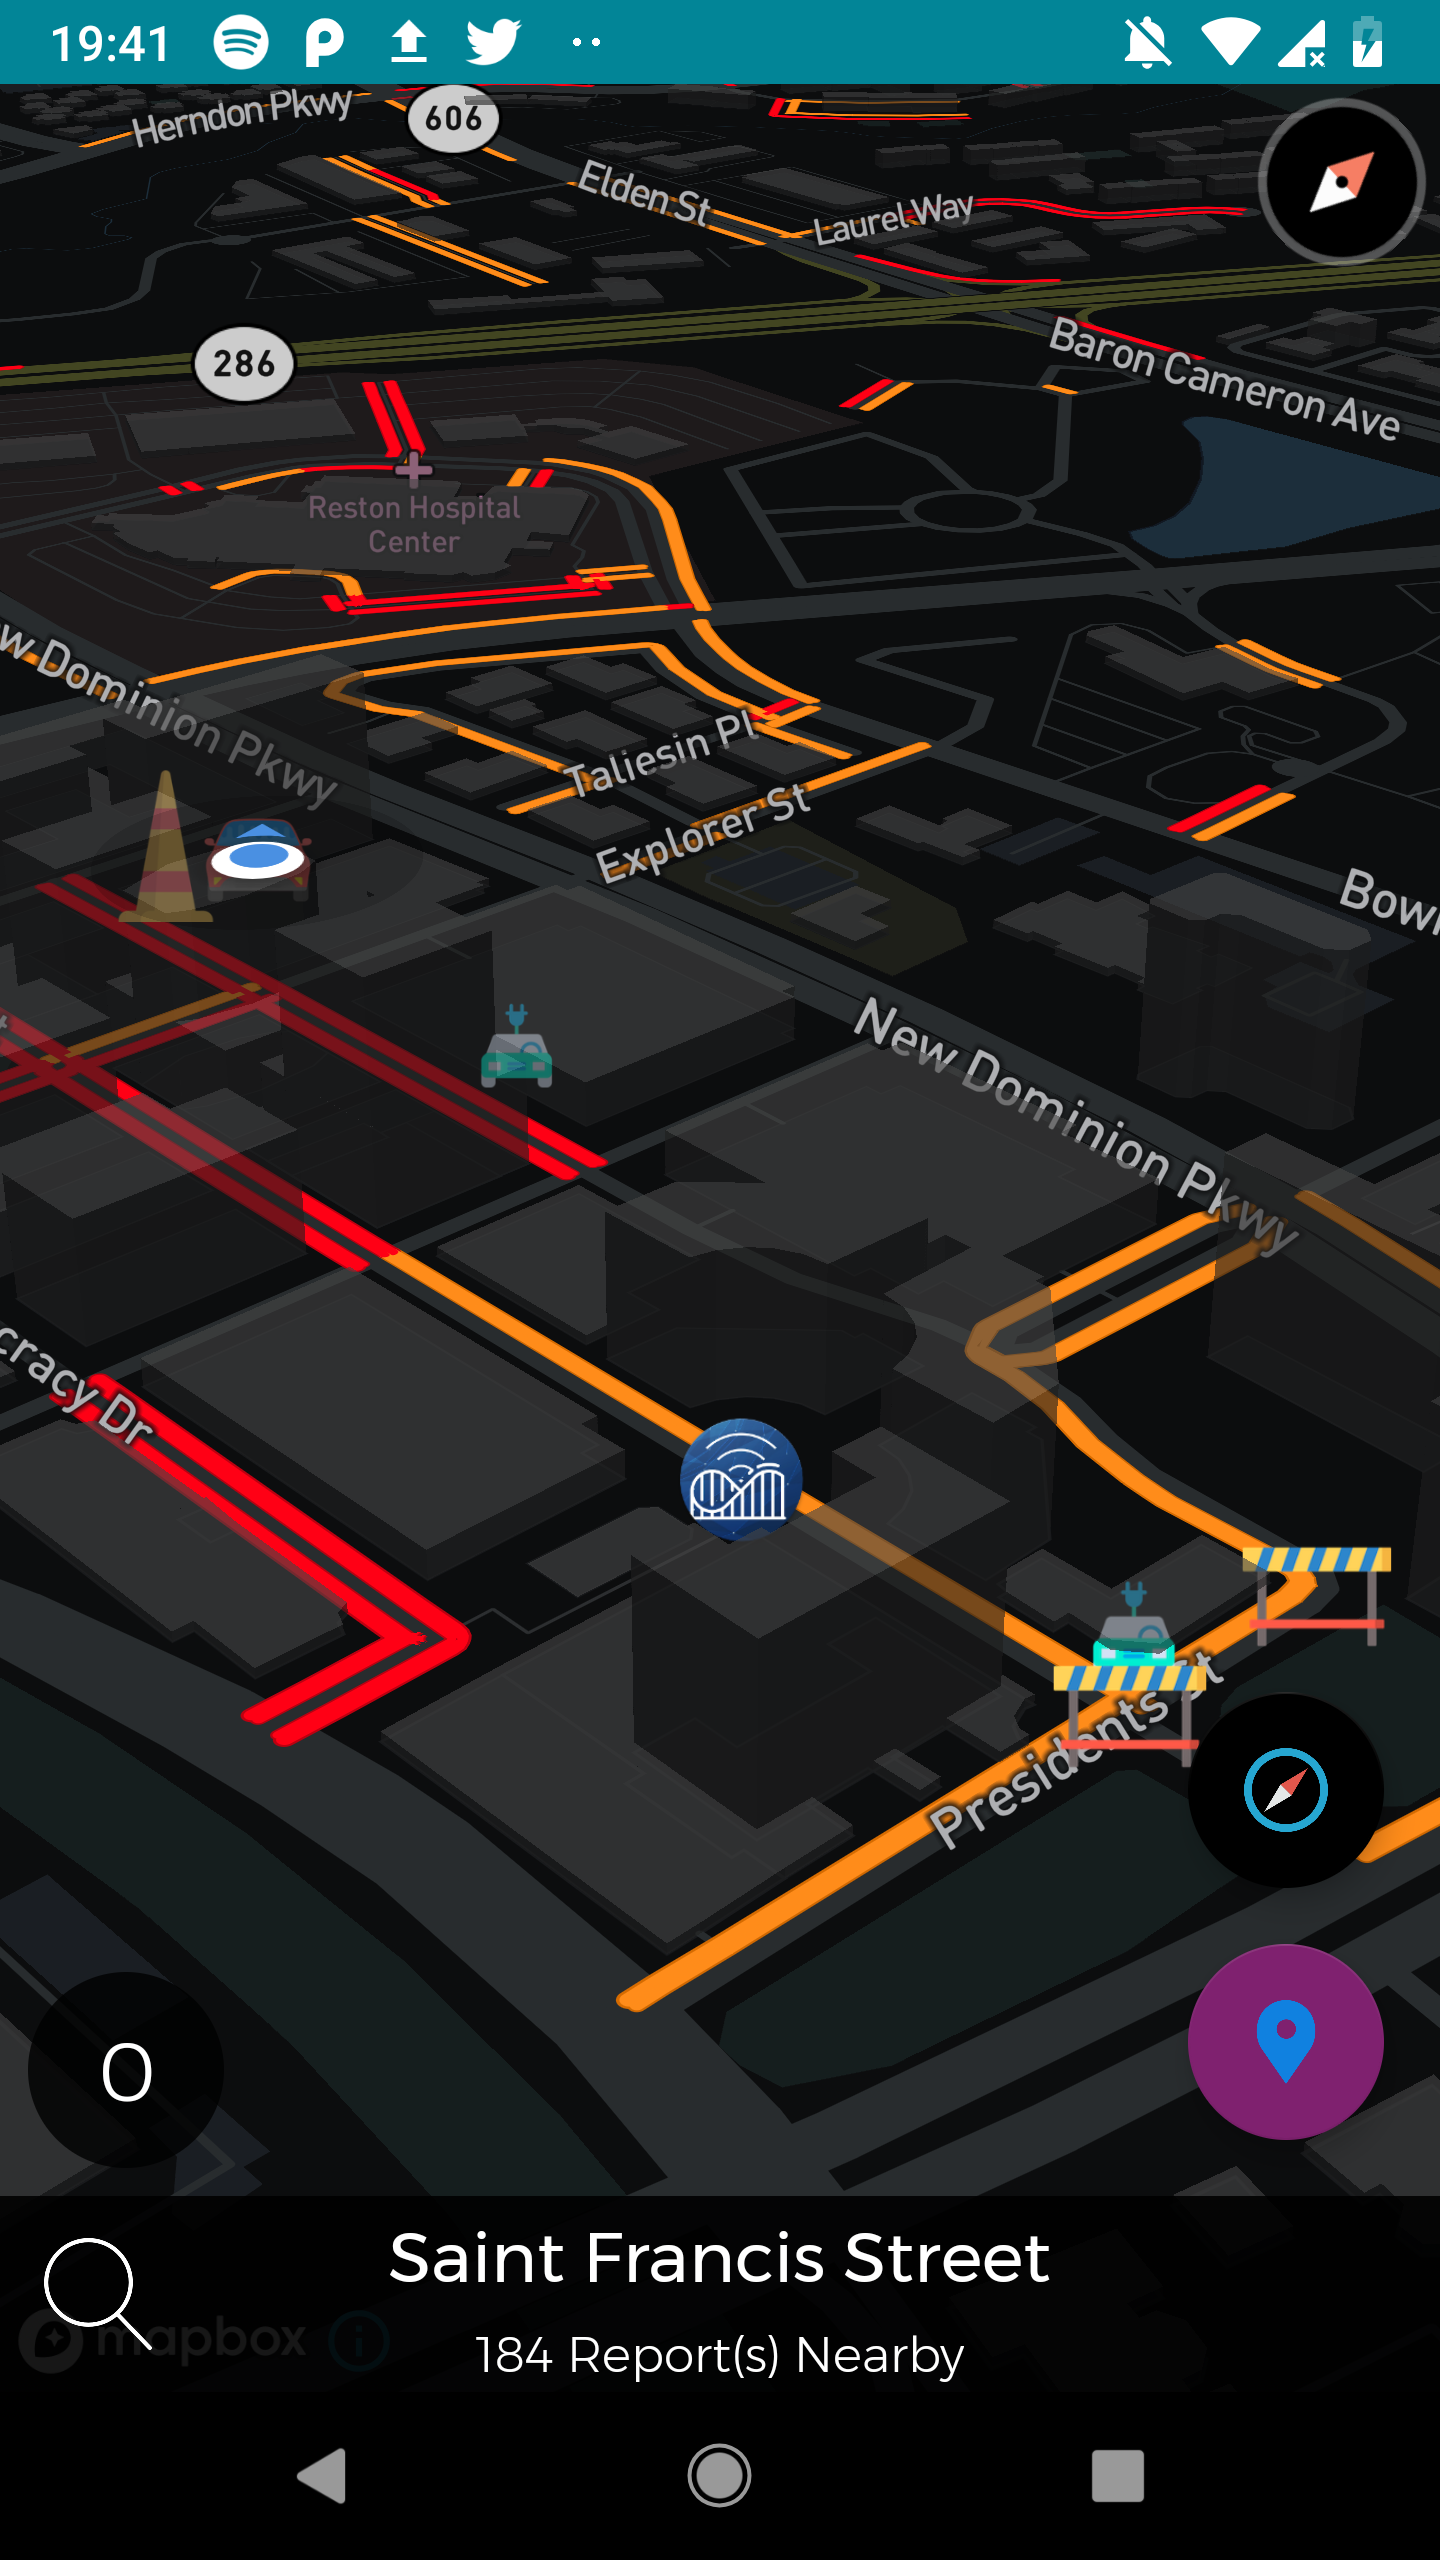 19:41
Herndon Pkwy
606
Elden St
Laurel Way
286
Baron Cameron Ave
Reston Hospital
Center
w Dominion Pkwy
Taliesin Pl
Explorer St
Bow
New Dominion Pkwy
cracy Dr
Presidents St
0
Saint Francis Street
mapbox
184 Report(s) Nearby